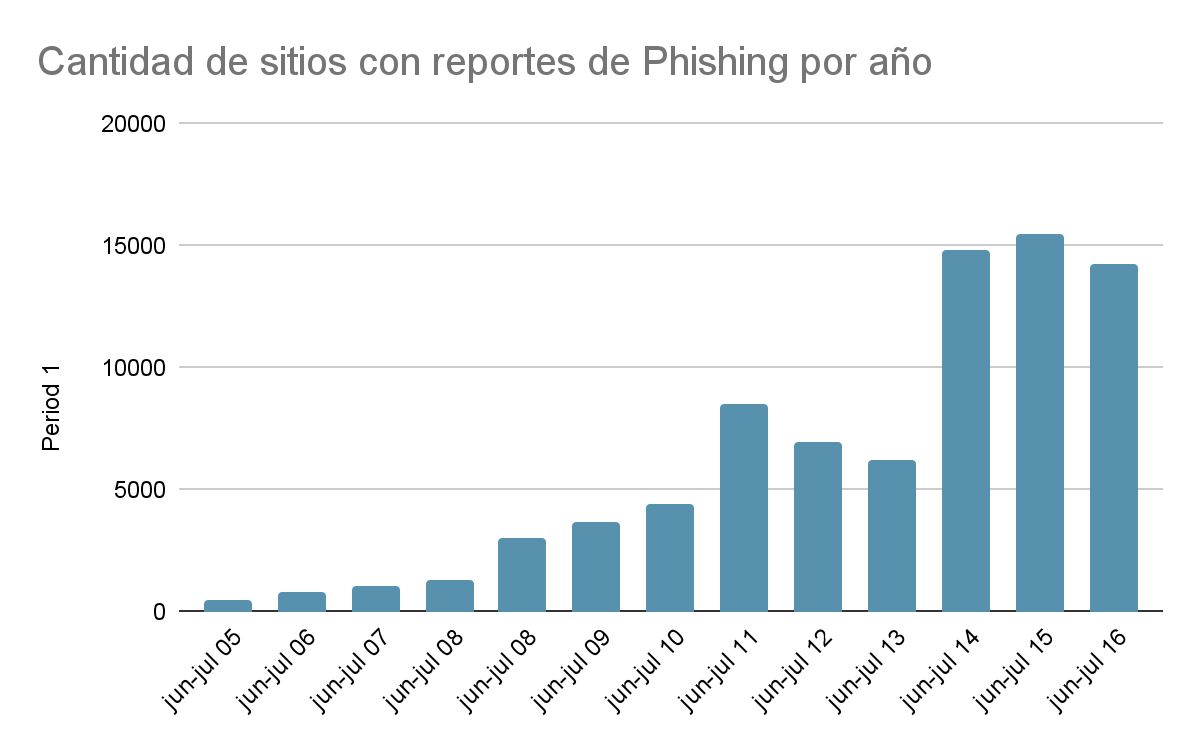 Cantidad de sitios con reportes de Phishing por año
20000
15000
10000
5000
0
Period 1
jun-jul 05
jun-jul 06
jun-jul 07
jun-jul 08
jun-jul 08
jun-jul 09
jun-jul 10
jun-jul 11
jun-jul 12
jun-jul 13
jun-jul 14
jun-jul 15
jun-jul 16